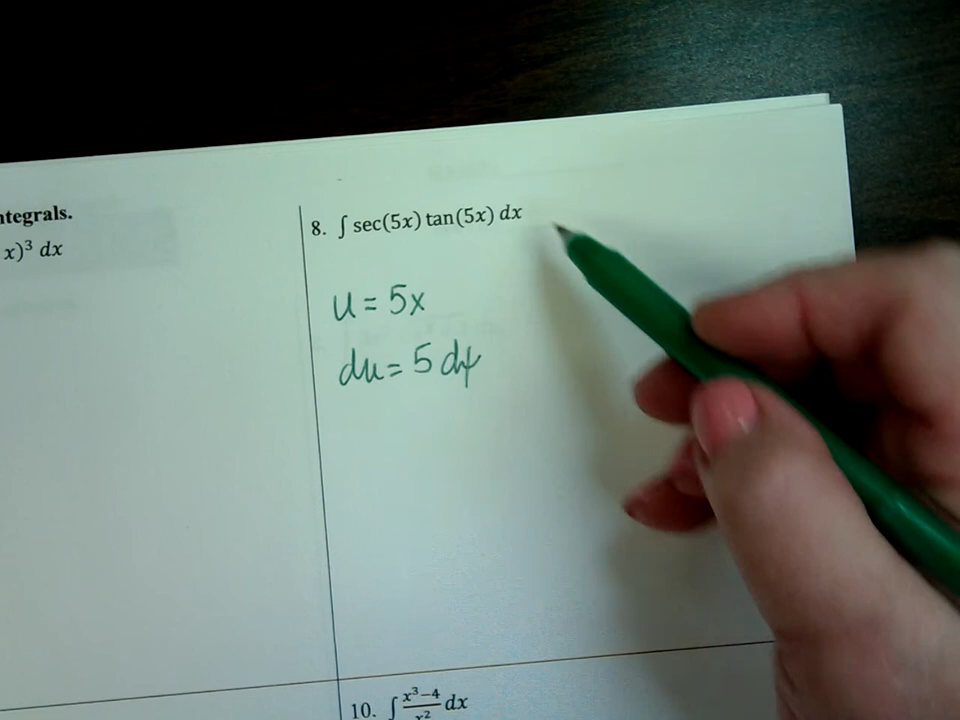 ntegrals.
x)³ dx
8. ∫ sec(5x) tan(5x) dx
u = 5x
du = 5 dx
10. ∫ x³−4/x² dx